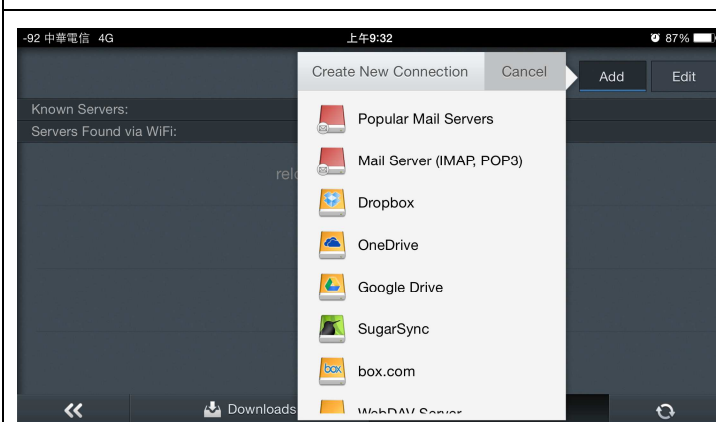 -92 中華電信 4G 上午9:32 87%
Create New Connection Cancel Add Edit
Known Servers:
Servers Found via WiFi:
Popular Mail Servers
Mail Server (IMAP, POP3)
Dropbox
OneDrive
Google Drive
SugarSync
box
box.com
WebDAV Server
Downloads